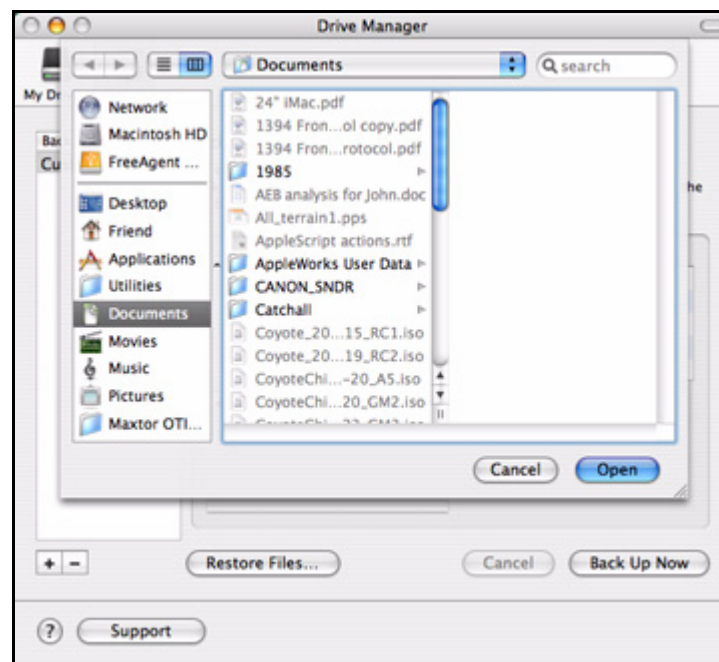 Drive Manager
My Dr
Documents
search
Network
Macintosh HD
FreeAgent ...
Desktop
Friend
Applications
Utilities
Documents
Movies
Music
Pictures
Maxtor OTI...
24" iMac.pdf
1394 Fron...ol copy.pdf
1394 Fron...rotocol.pdf
1985
AEB analysis for John.doc
All_terrain1.pps
AppleScript actions.rtf
AppleWorks User Data
CANON_SNDR
Catchall
Coyote_20...15_RC1.iso
Coyote_20...19_RC2.iso
CoyoteChi...-20_A5.iso
CoyoteChi...20_GM2.iso
Bac
Cu
he
Cancel
Open
+ -
Restore Files...
Cancel
Back Up Now
?
Support